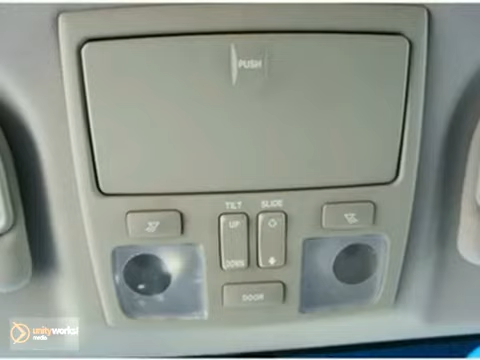 PUSH
TILT SLIDE
UP
DOWN
DOOR
unityworks!
media